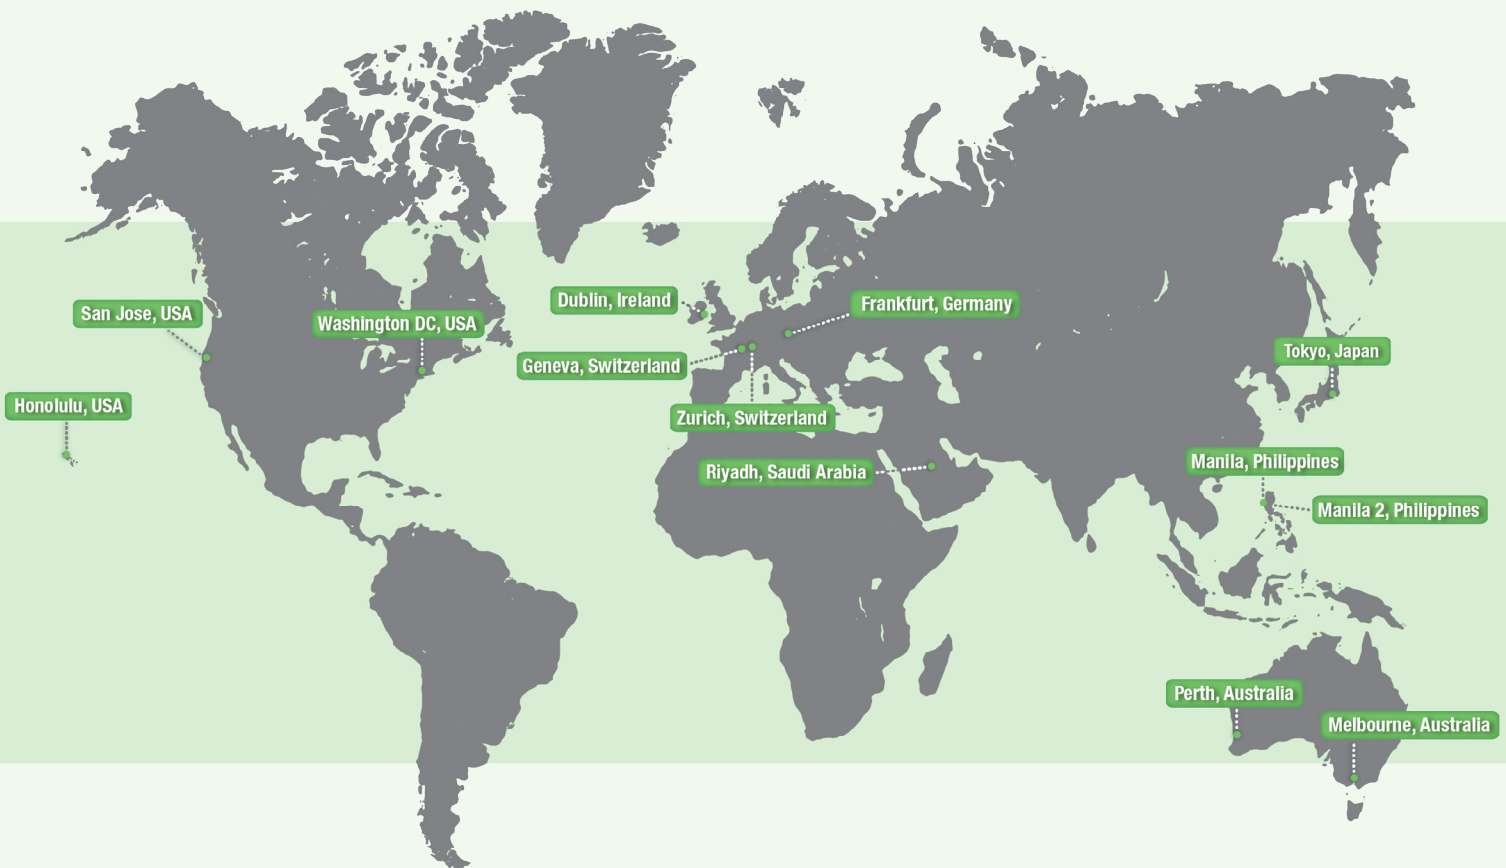 Dublin, Ireland
Frankfurt, Germany
San Jose, USA
Washington DC, USA
Tokyo, Japan
Geneva, Switzerland
Honolulu, USA
Zurich, Switzerland
Manila, Philippines
Riyadh, Saudi Arabia
Manila 2, Philippines
Perth, Australia
Melbourne, Australia